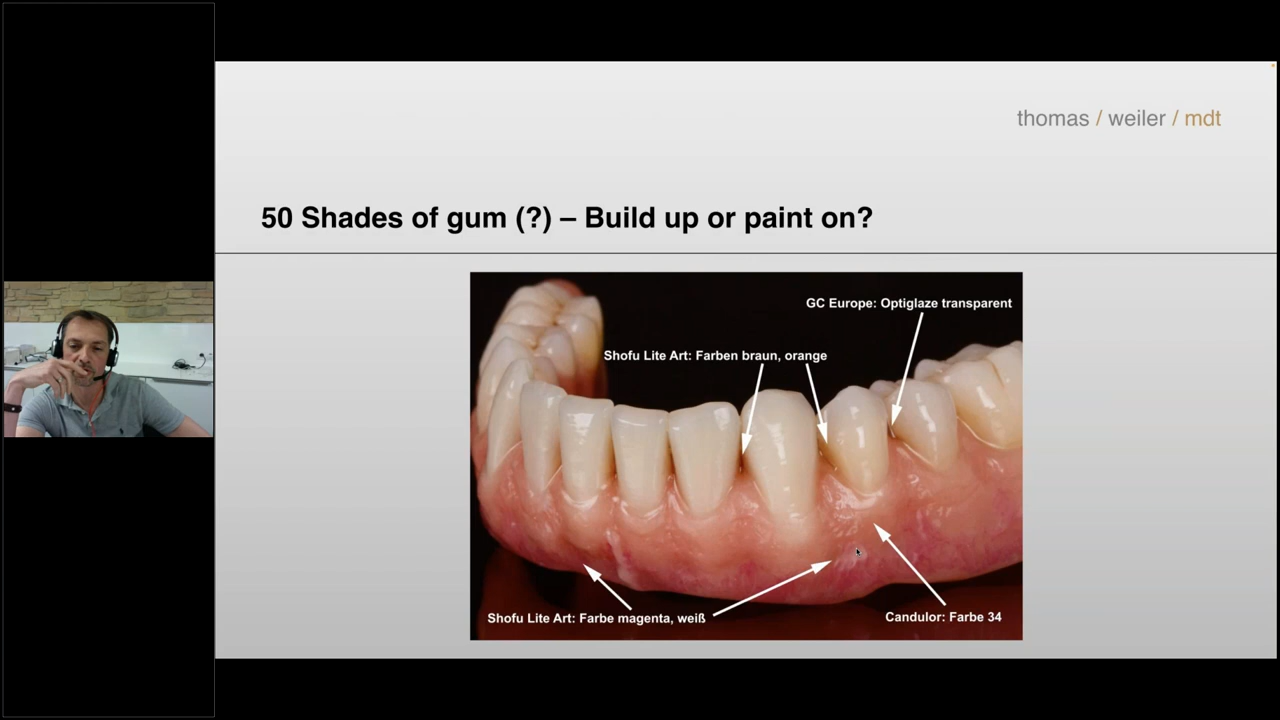 thomas / weiler / mdt
50 Shades of gum (?) – Build up or paint on?
GC Europe: Optiglaze transparent
Shofu Lite Art: Farben braun, orange
Shofu Lite Art: Farbe magenta, weiß
Candulor: Farbe 34